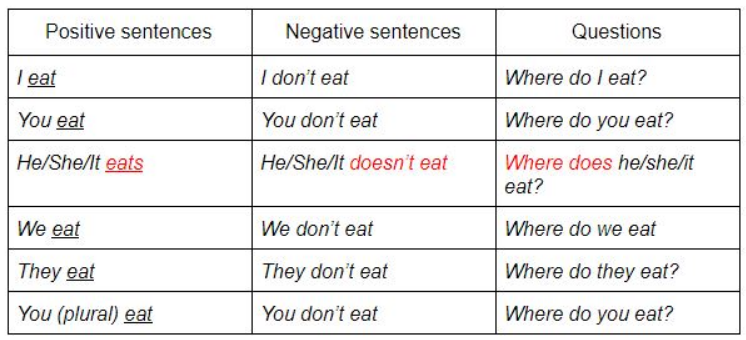 Positive sentences Negative sentences Questions
I eat I don't eat Where do I eat?
You eat You don't eat Where do you eat?
He/She/It eats He/She/It doesn't eat Where does he/she/it
eat?
We eat We don't eat Where do we eat
They eat They don't eat Where do they eat?
You (plural) eat You don't eat Where do you eat?